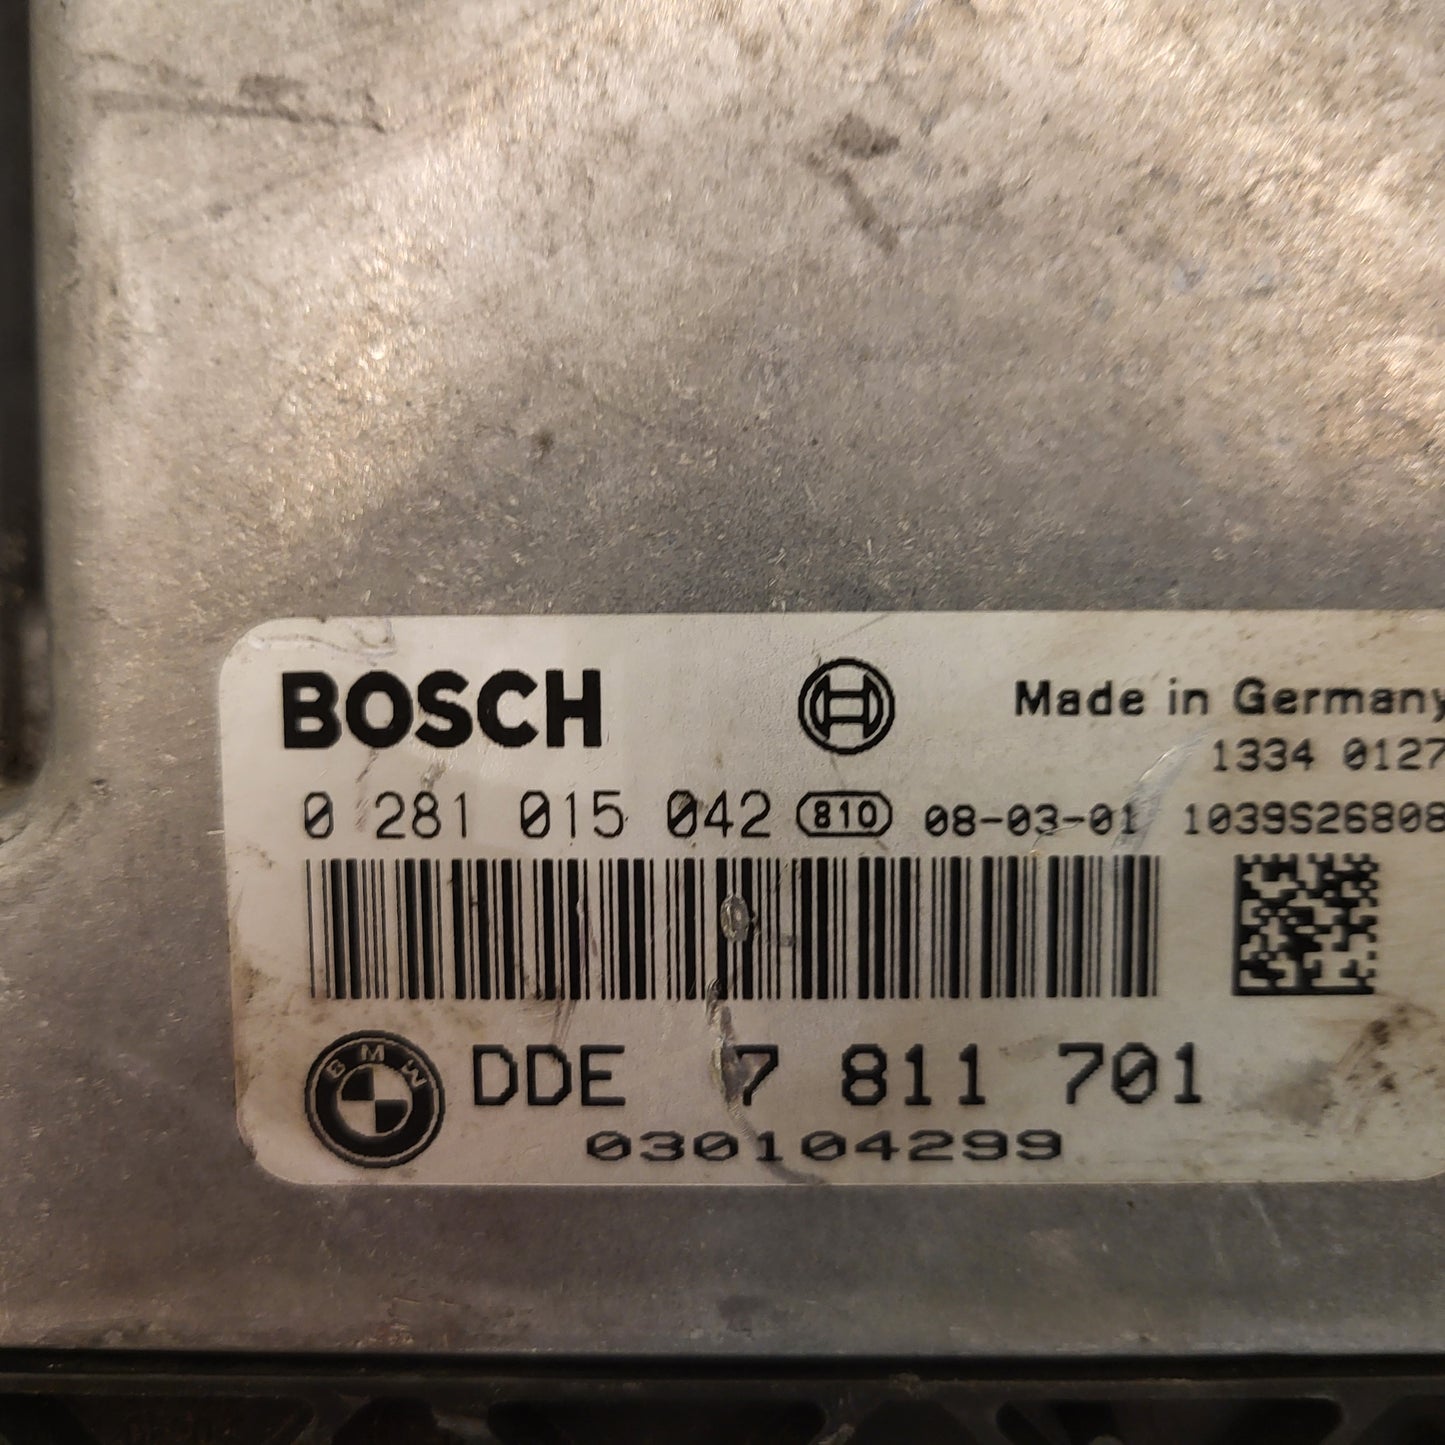 BOSCH Made in Germany
1334 0127
0 281 015 042 810 08-03-01 1039S26808
BMW DDE 7 811 701
030104299